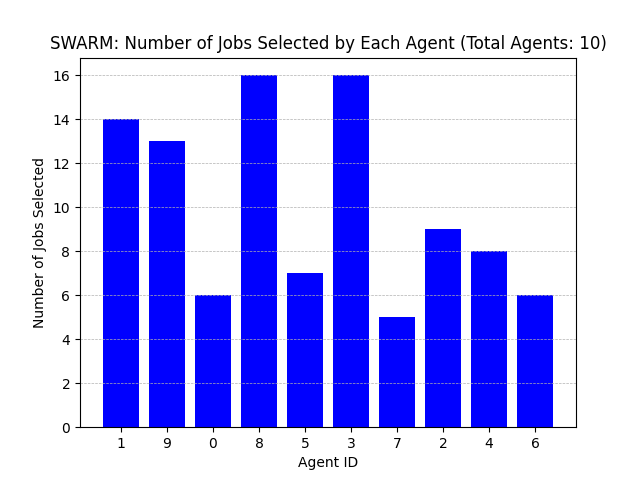 SWARM: Number of Jobs Selected by Each Agent (Total Agents: 10)
16
14
12
10
8
6
4
2
0
Number of Jobs Selected
1 9 0 8 5 3 7 2 4 6
Agent ID